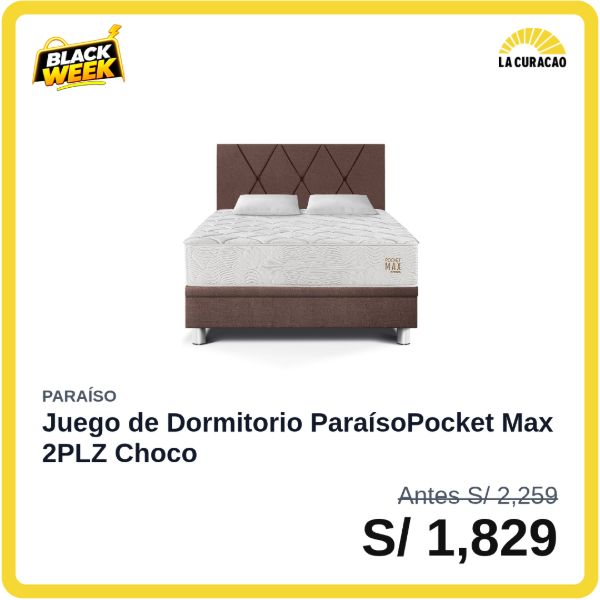 BLACK
WEEK
LA CURACAO
POCKET
MAX
PARAÍSO
Juego de Dormitorio ParaísoPocket Max
2PLZ Choco
Antes S/ 2,259
S/ 1,829